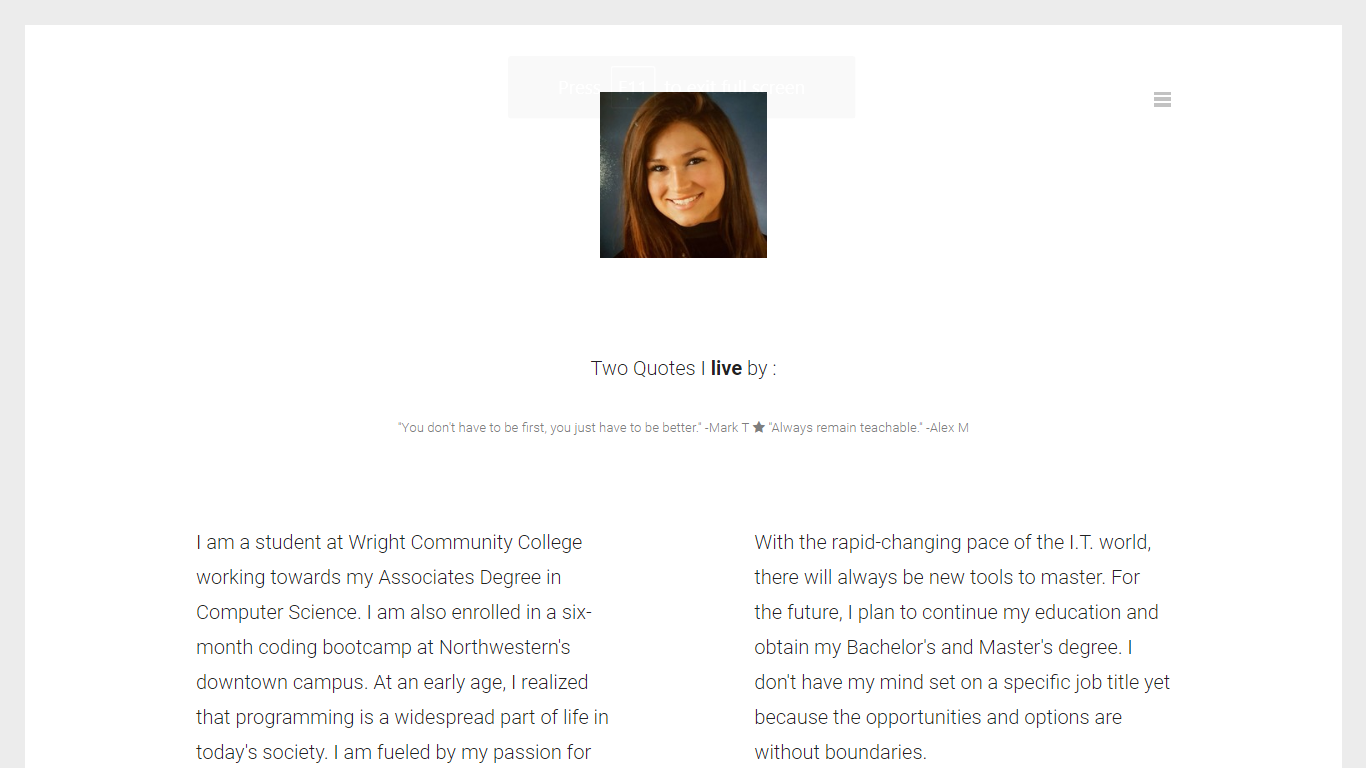 Press F11 to exit full screen
Two Quotes I live by :
"You don't have to be first, you just have to be better." -Mark T ★ "Always remain teachable." -Alex M
I am a student at Wright Community College
working towards my Associates Degree in
Computer Science. I am also enrolled in a six-
month coding bootcamp at Northwestern's
downtown campus. At an early age, I realized
that programming is a widespread part of life in
today's society. I am fueled by my passion for
With the rapid-changing pace of the I.T. world,
there will always be new tools to master. For
the future, I plan to continue my education and
obtain my Bachelor's and Master's degree. I
don't have my mind set on a specific job title yet
because the opportunities and options are
without boundaries.